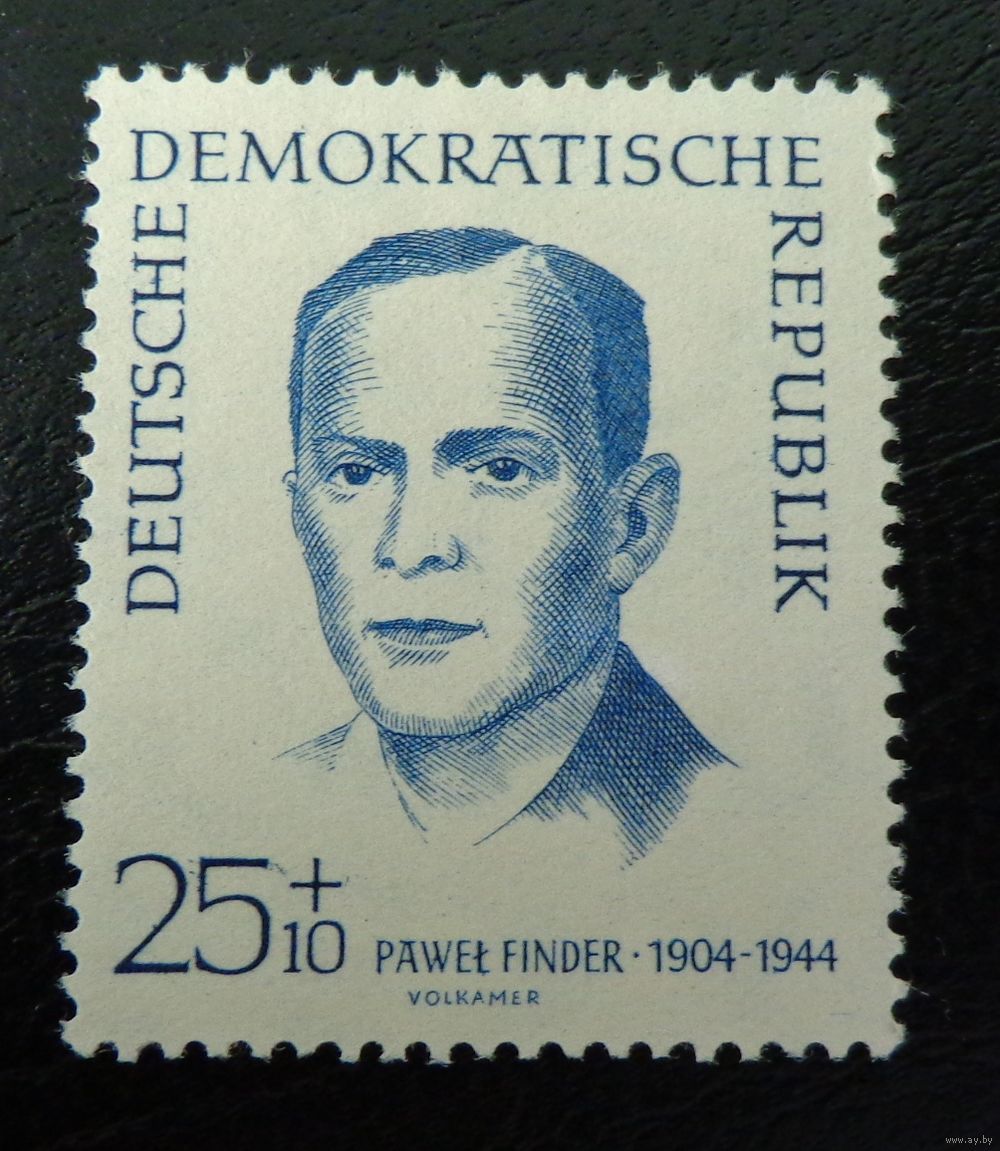 DEUTSCHE
DEMOKRATISCHE
REPUBLIK
25+10
PAWEŁ FINDER · 1904-1944
VOLKAMER
www.ay.by